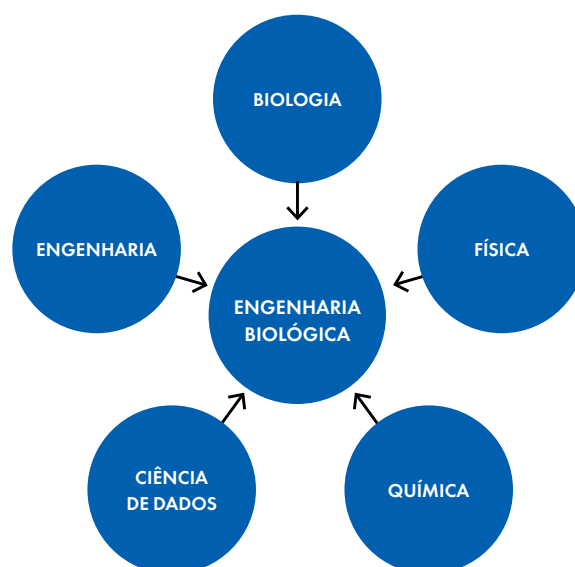 BIOLOGIA
ENGENHARIA
FÍSICA
ENGENHARIA
BIOLÓGICA
CIÊNCIA
DE DADOS
QUÍMICA